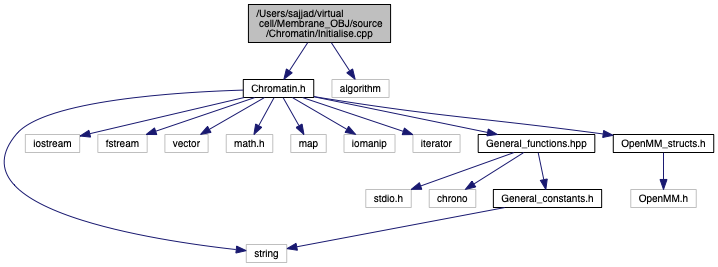 /Users/sajjad/virtual
cell/Membrane_OBJ/source
/Chromatin/Initialise.cpp
Chromatin.h
algorithm
iostream
fstream
vector
math.h
map
iomanip
iterator
General_functions.hpp
OpenMM_structs.h
stdio.h
chrono
General_constants.h
OpenMM.h
string